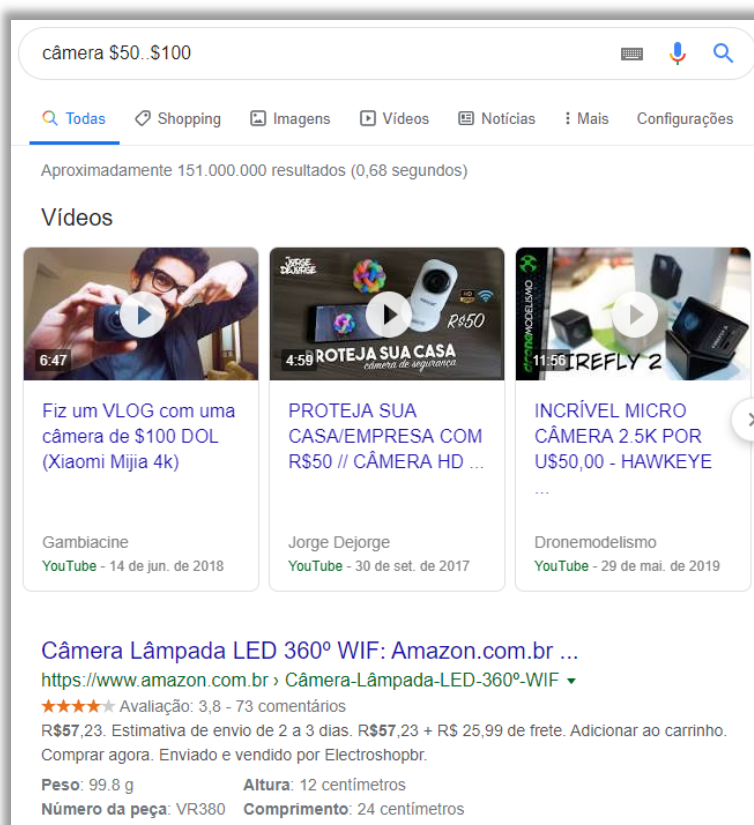 câmera $50..$100
Todas Shopping Imagens Vídeos Notícias Mais Configurações
Aproximadamente 151.000.000 resultados (0,68 segundos)
Vídeos
6:47
JORGE
DEJORGE
R$50
4:59 ROTEJA SUA CASA
câmera de segurança
DRONEMODELISMO
11:56 IREFLY 2
Fiz um VLOG com uma
câmera de $100 DOL
(Xiaomi Mijia 4k)
Gambiacine
YouTube - 14 de jun. de 2018
PROTEJA SUA
CASA/EMPRESA COM
R$50 // CÂMERA HD ...
Jorge Dejorge
YouTube - 30 de set. de 2017
INCRÍVEL MICRO
CÂMERA 2.5K POR
U$50,00 - HAWKEYE
...
Dronemodelismo
YouTube - 29 de mai. de 2019
Câmera Lâmpada LED 360º WIF: Amazon.com.br ...
https://www.amazon.com.br › Câmera-Lâmpada-LED-360º-WIF
Avaliação: 3,8 - 73 comentários
R$57,23. Estimativa de envio de 2 a 3 dias. R$57,23 + R$ 25,99 de frete. Adicionar ao carrinho.
Comprar agora. Enviado e vendido por Electroshopbr.
Peso: 99.8 g Altura: 12 centímetros
Número da peça: VR380 Comprimento: 24 centímetros